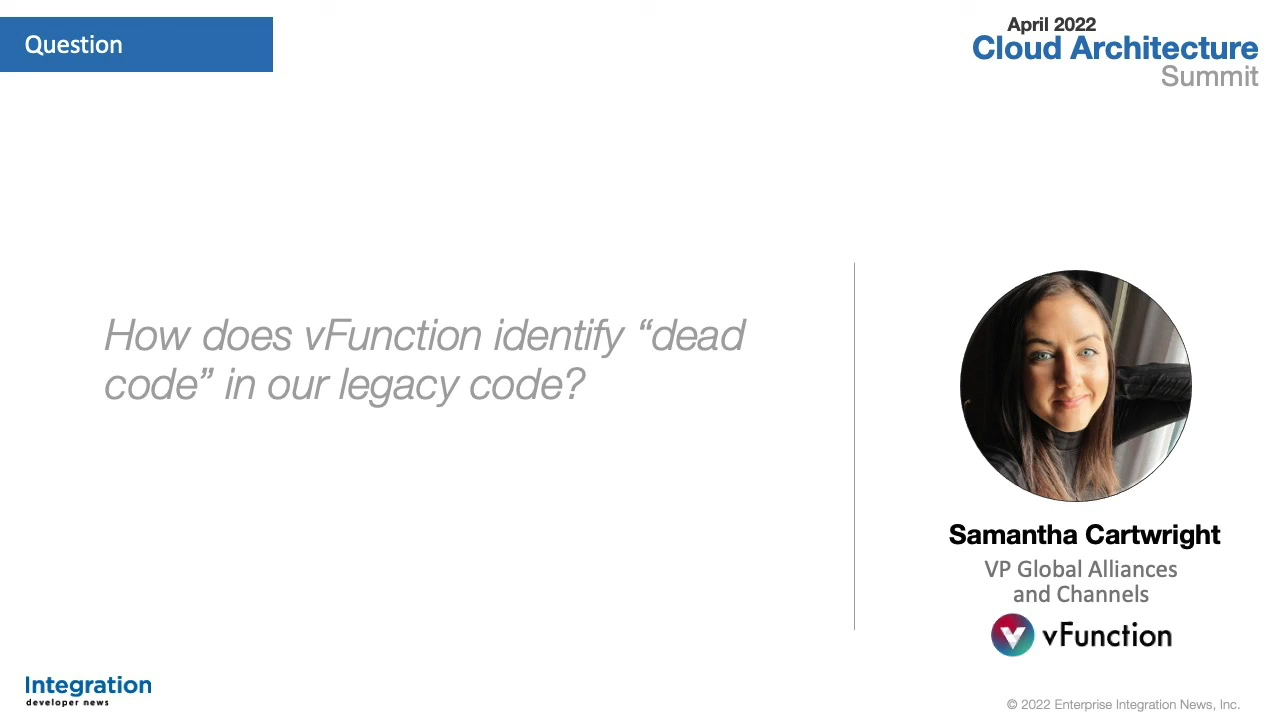 Question
April 2022
Cloud Architecture
Summit
How does vFunction identify “dead
code” in our legacy code?
Samantha Cartwright
VP Global Alliances
and Channels
vFunction
Integration
developer news
© 2022 Enterprise Integration News, Inc.